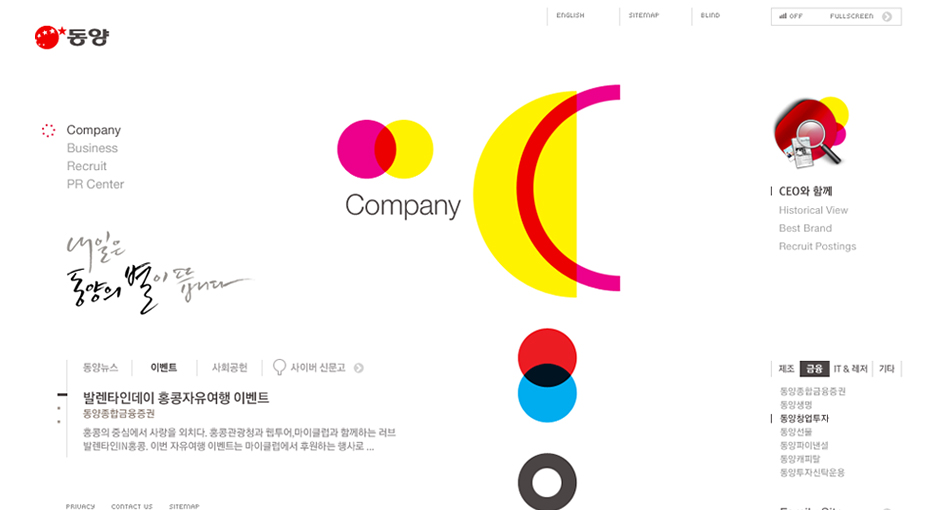 ENGLISH
SITEMAP
BLIND
OFF
FULLSCREEN
동양
Company
Business
Recruit
PR Center
Company
CEO와 함께
Historical View
Best Brand
Recruit Postings
내일은
동양의 별이 뜹니다
동양뉴스
이벤트
사회공헌
사이버 신문고
발렌타인데이 홍콩자유여행 이벤트
동양종합금융증권
홍콩의 중심에서 사랑을 외치다. 홍콩관광청과 웹투어,마이클럽과 함께하는 러브
발렌타인IN홍콩. 이번 자유여행 이벤트는 마이클럽에서 후원하는 행사로 ...
제조
금융
IT & 레저
기타
동양종합금융증권
동양생명
동양창업투자
동양선물
동양파이낸셜
동양캐피탈
동양투자신탁운용
PRIVACY
CONTACT US
SITEMAP